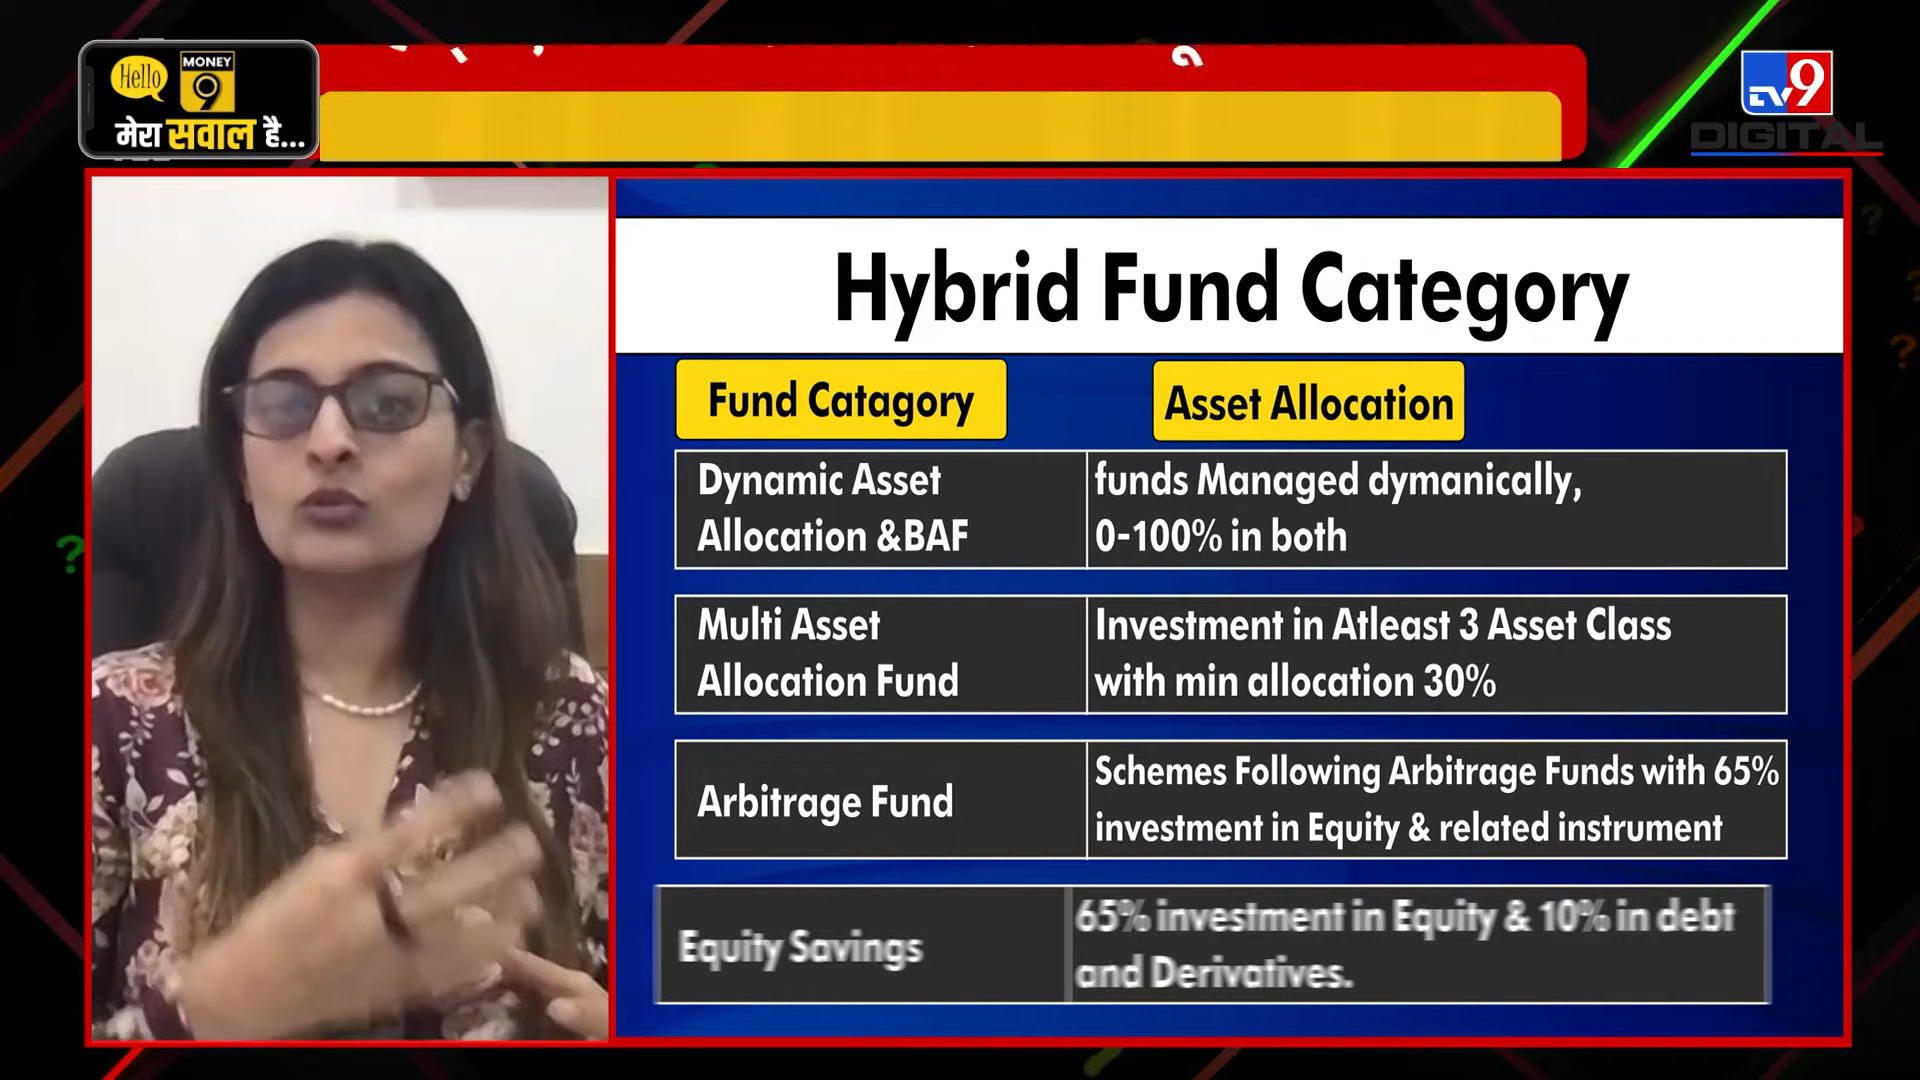 Hello
MONEY
9
मेरा सवाल है...
TV9
DIGITAL
Hybrid Fund Category
Fund Catagory
Asset Allocation
Dynamic Asset
Allocation &BAF
funds Managed dymanically,
0-100% in both
Multi Asset
Allocation Fund
Investment in Atleast 3 Asset Class
with min allocation 30%
Arbitrage Fund
Schemes Following Arbitrage Funds with 65%
investment in Equity & related instrument
Equity Savings
65% investment in Equity & 10% in debt
and Derivatives.